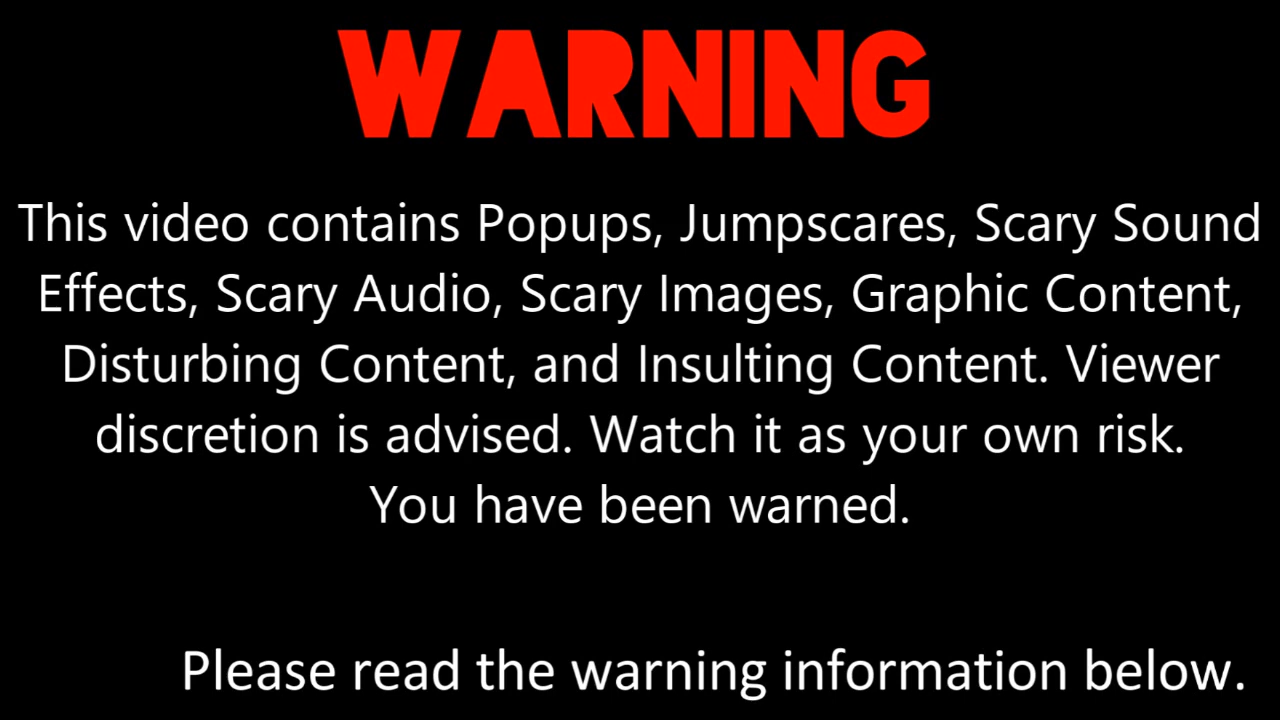 WARNING
This video contains Popups, Jumpscares, Scary Sound
Effects, Scary Audio, Scary Images, Graphic Content,
Disturbing Content, and Insulting Content. Viewer
discretion is advised. Watch it as your own risk.
You have been warned.
Please read the warning information below.